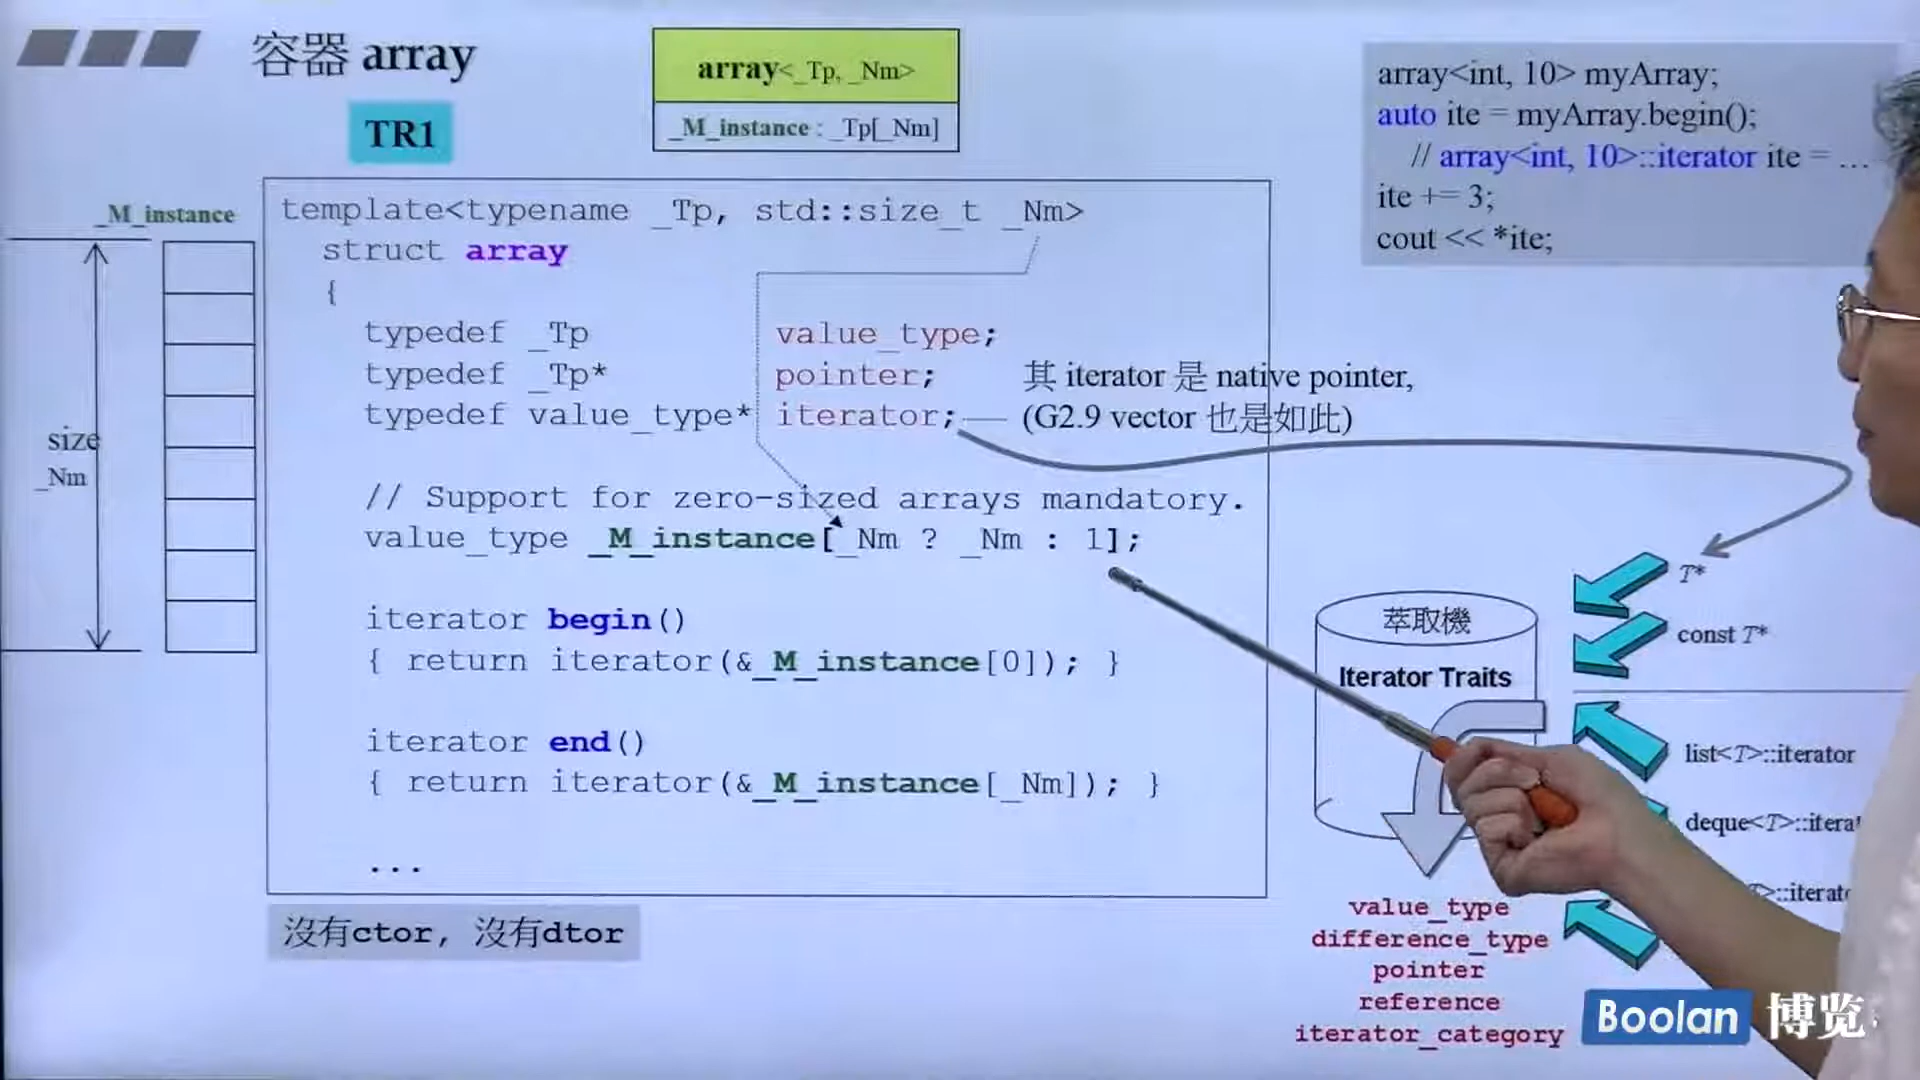 容器 array
TR1
array<_Tp, _Nm>
_M_instance : _Tp[_Nm]
array<int, 10> myArray;
auto ite = myArray.begin();
// array<int, 10>::iterator ite = ...
ite += 3;
cout << *ite;
_M_instance
size
_Nm
template<typename _Tp, std::size_t _Nm>
struct array
{
typedef _Tp value_type;
typedef _Tp* pointer;
typedef value_type* iterator;
其 iterator 是 native pointer,
(G2.9 vector 也是如此)
// Support for zero-sized arrays mandatory.
value_type _M_instance[_Nm ? _Nm : 1];
iterator begin()
{ return iterator(&_M_instance[0]); }
iterator end()
{ return iterator(&_M_instance[_Nm]); }
...
沒有ctor, 沒有dtor
萃取機
Iterator Traits
T*
const T*
list<T>::iterator
value_type
difference_type
pointer
reference
iterator_category
Boolan 博览